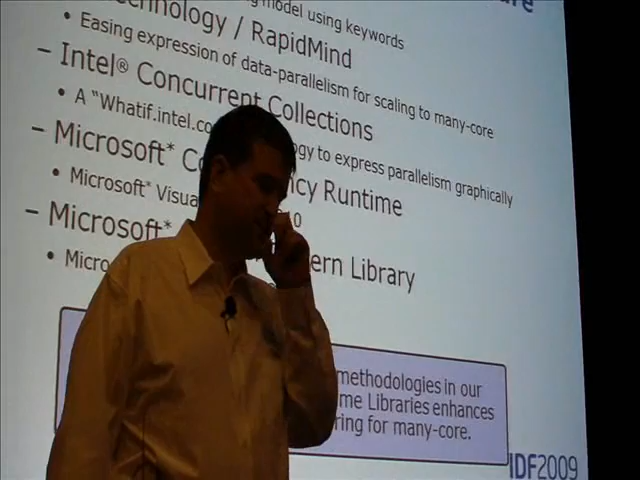 model using keywords
Technology / RapidMind
• Easing expression of data-parallelism for scaling to many-core
– Intel® Concurrent Collections
• A "Whatif.intel.co to express parallelism graphically
– Microsoft* Co ncy Runtime
• Microsoft* Visua 10
– Microsoft* ern Library
• Micro
methodologies in our
me Libraries enhances
ring for many-core.
IDF2009